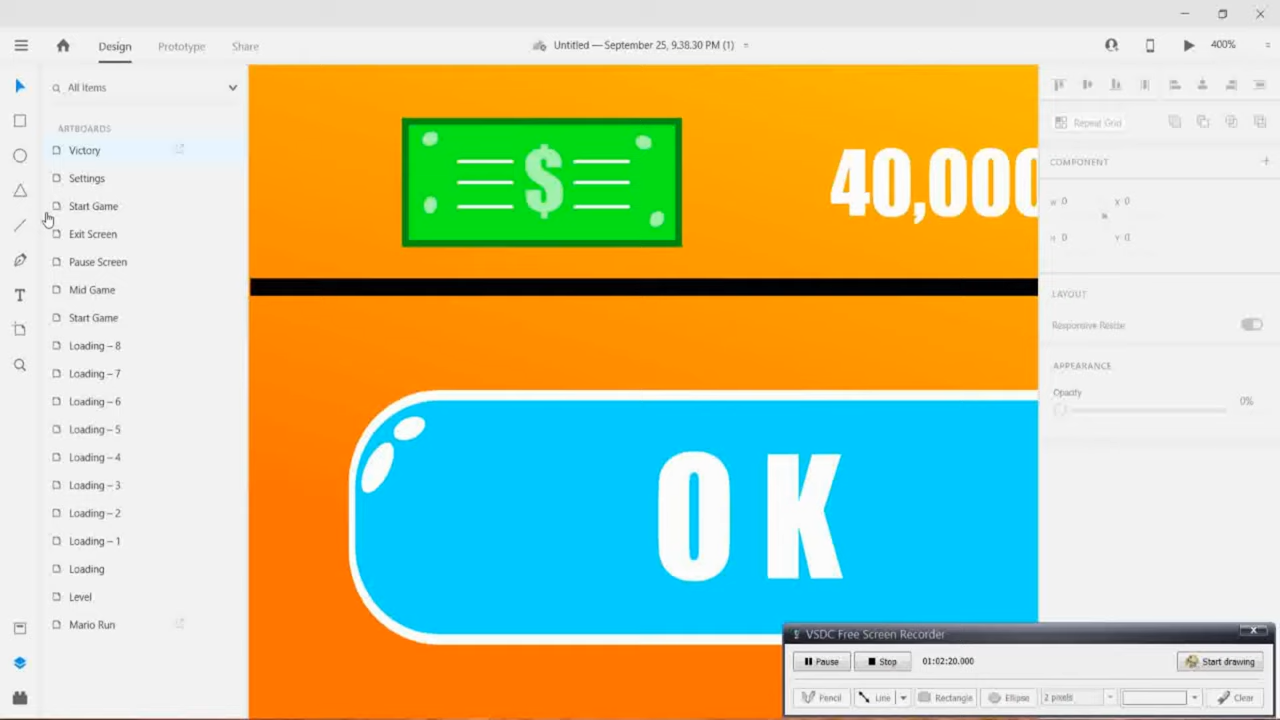 Design Prototype Share Untitled — September 25, 9.38.30 PM (1) 400%
All Items
ARTBOARDS
Victory
Settings
Start Game
Exit Screen
Pause Screen
Mid Game
Start Game
Loading – 8
Loading – 7
Loading – 6
Loading – 5
Loading – 4
Loading – 3
Loading – 2
Loading – 1
Loading
Level
Mario Run
$
40,000
OK
Repeat Grid
COMPONENT
W 0 X 0
H 0 Y 0
LAYOUT
Responsive Resize
APPEARANCE
Opacity
0%
VSDC Free Screen Recorder
Pause Stop 01:02:20.000 Start drawing
Pencil Line Rectangle Ellipse 2 pixels Clear